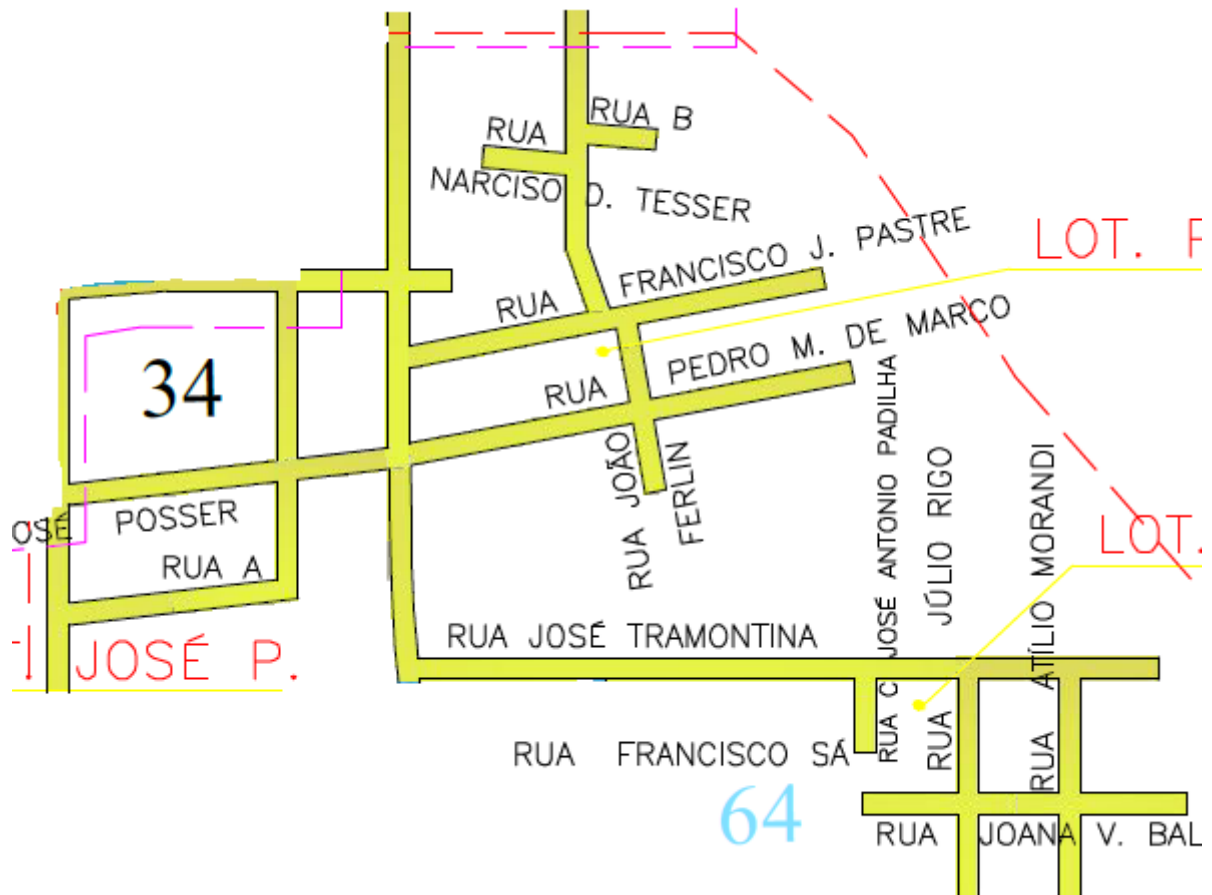 RUA B
RUA
NARCISO D. TESSER
RUA FRANCISCO J. PASTRE
LOT.
RUA PEDRO M. DE MARCO
34
RUA JOÃO
FERLIN
RUA C JOSÉ ANTONIO PADILHA
RUA JÚLIO RIGO
RUA ATÍLIO MORANDI
OSÉ POSSER
RUA A
LOT.
JOSÉ P.
RUA JOSÉ TRAMONTINA
RUA FRANCISCO SÁ
64
RUA JOANA V. BAL